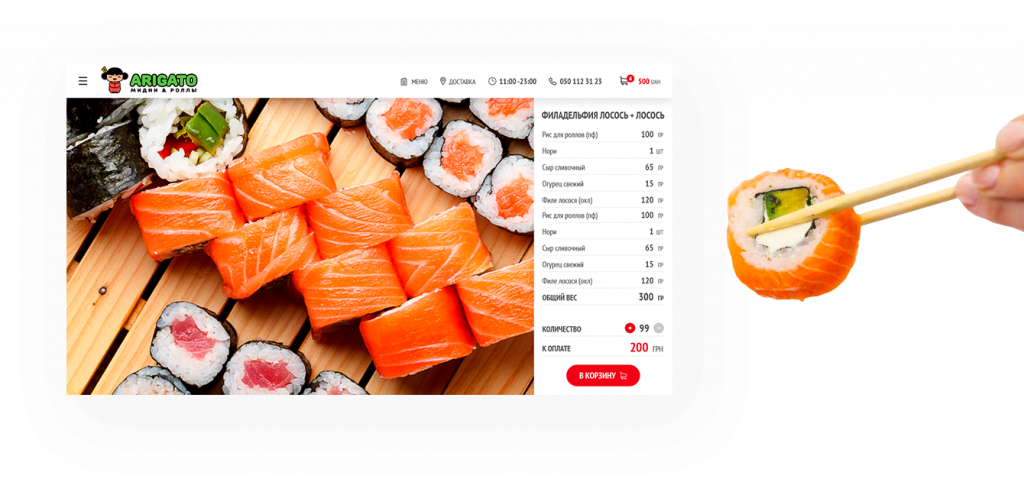 ARIGATO
МИДИИ & РОЛЛЫ
МЕНЮ ДОСТАВКА 11:00 -23:00 050 112 31 23 4 500 UAH
ФИЛАДЕЛЬФИЯ ЛОСОСЬ + ЛОСОСЬ
Рис для роллов (пф) 100 ГР
Нори 1 ШТ
Сыр сливочный 65 ГР
Огурец свежий 15 ГР
Филе лосося (охл) 120 ГР
Рис для роллов (пф) 100 ГР
Нори 1 ШТ
Сыр сливочный 65 ГР
Огурец свежий 15 ГР
Филе лосося (охл) 120 ГР
ОБЩИЙ ВЕС 300 ГР
КОЛИЧЕСТВО + 99 −
К ОПЛАТЕ 200 ГРН
В КОРЗИНУ